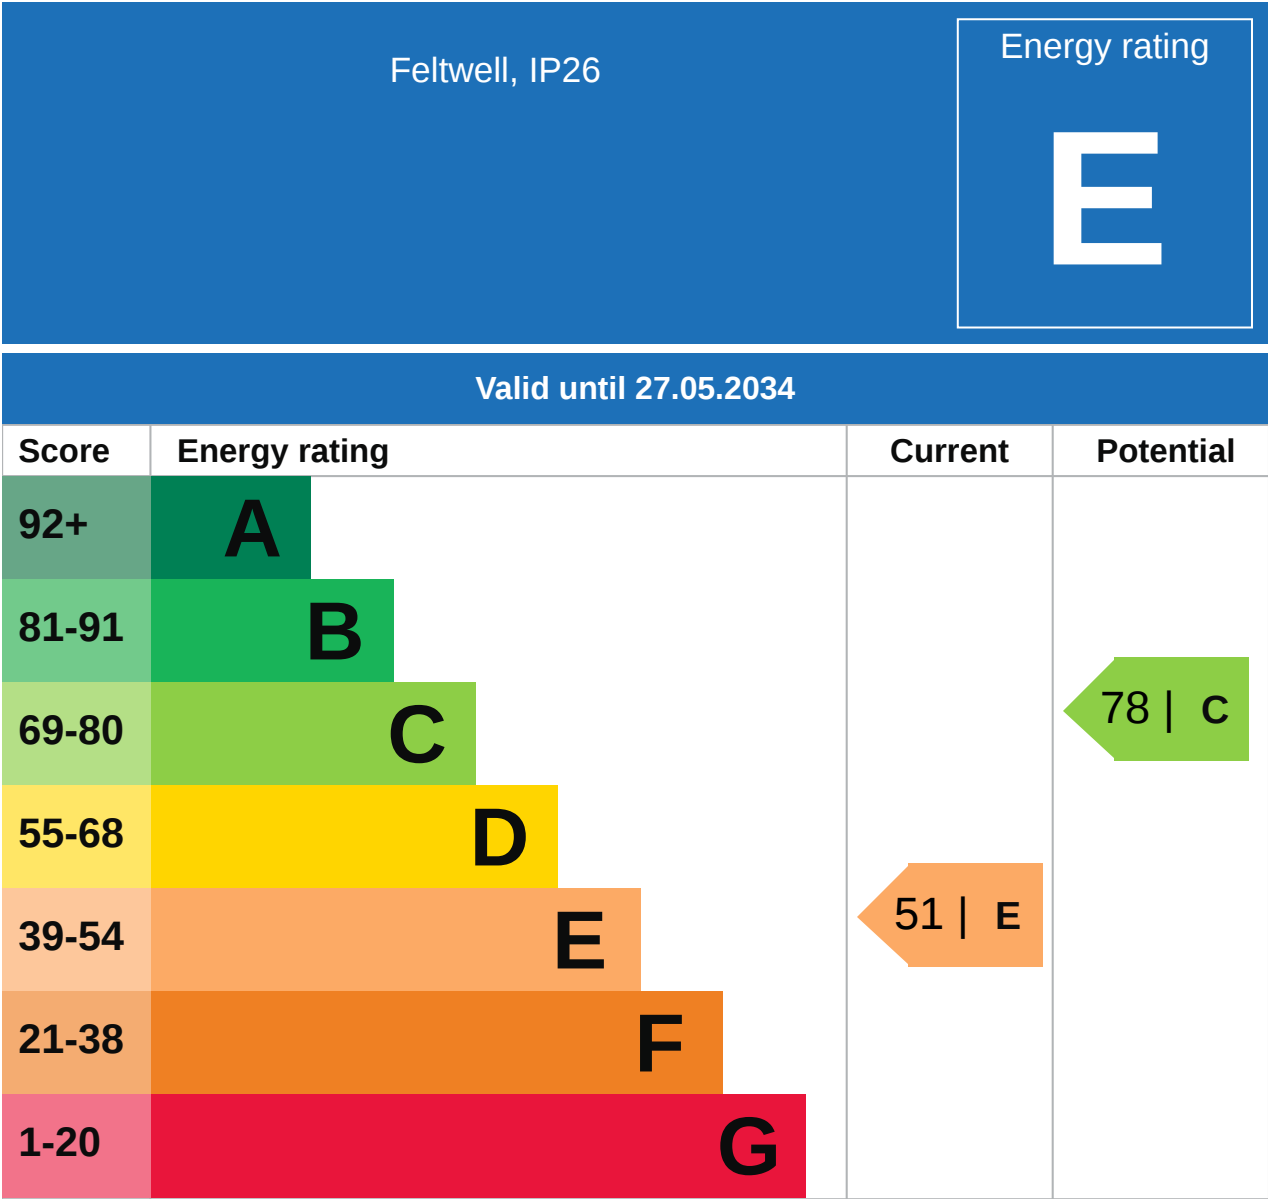 Feltwell, IP26
Energy rating
E
Valid until 27.05.2034
Score Energy rating Current Potential
92+ A
81-91 B
69-80 C
78 | C
55-68 D
39-54 E
51 | E
21-38 F
1-20 G